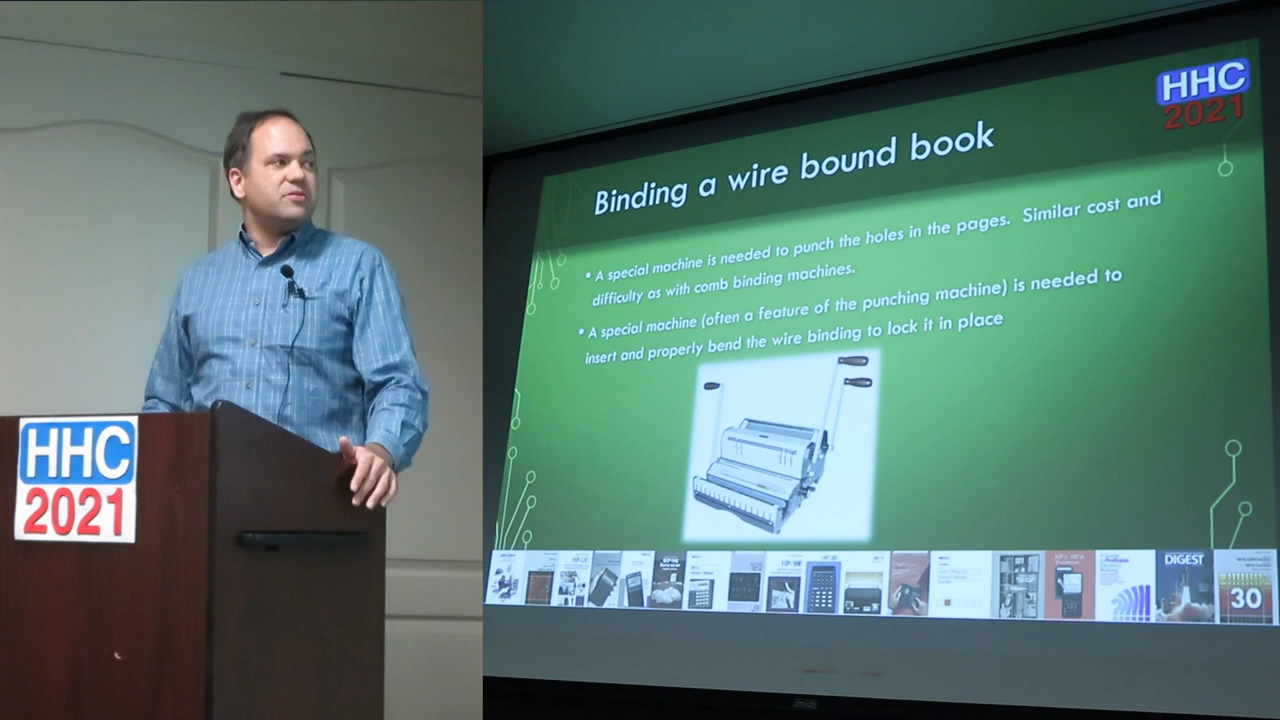 HHC
2021
HHC
2021
Binding a wire bound book
• A special machine is needed to punch the holes in the pages. Similar cost and
difficulty as with comb binding machines.
• A special machine (often a feature of the punching machine) is needed to
insert and properly bend the wire binding to lock it in place
DIGEST
30